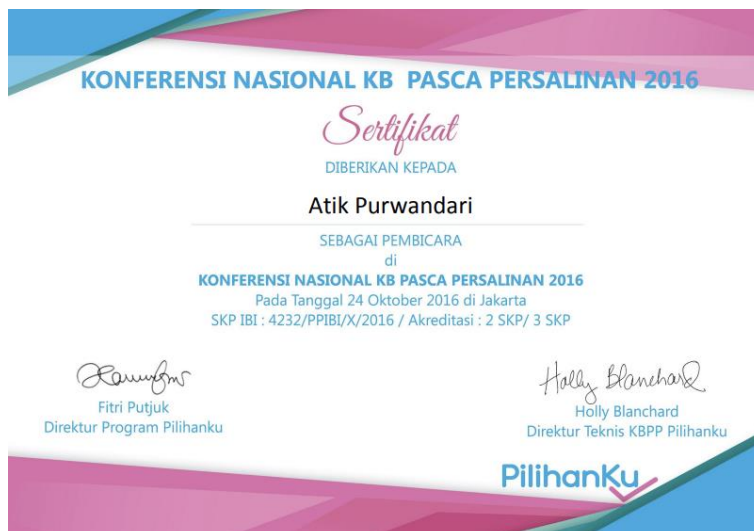 KONFERENSI NASIONAL KB PASCA PERSALINAN 2016
Sertifikat
DIBERIKAN KEPADA
Atik Purwandari
SEBAGAI PEMBICARA
di
KONFERENSI NASIONAL KB PASCA PERSALINAN 2016
Pada Tanggal 24 Oktober 2016 di Jakarta
SKP IBI : 4232/PPIBI/X/2016 / Akreditasi : 2 SKP/ 3 SKP
Holly Blanchard
Fitri Putjuk
Direktur Program Pilihanku
Holly Blanchard
Direktur Teknis KBPP Pilihanku
PilihanKu